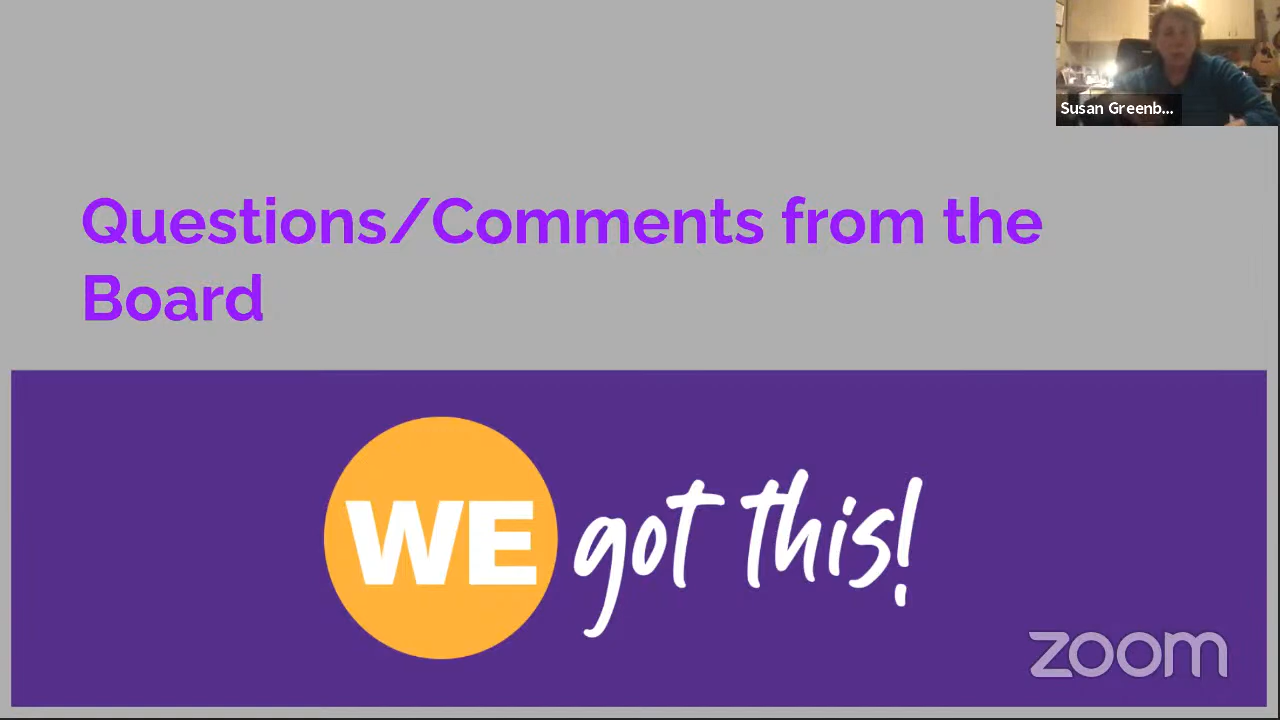 Susan Greenb...
Questions/Comments from the
Board
WE got this!
zoom